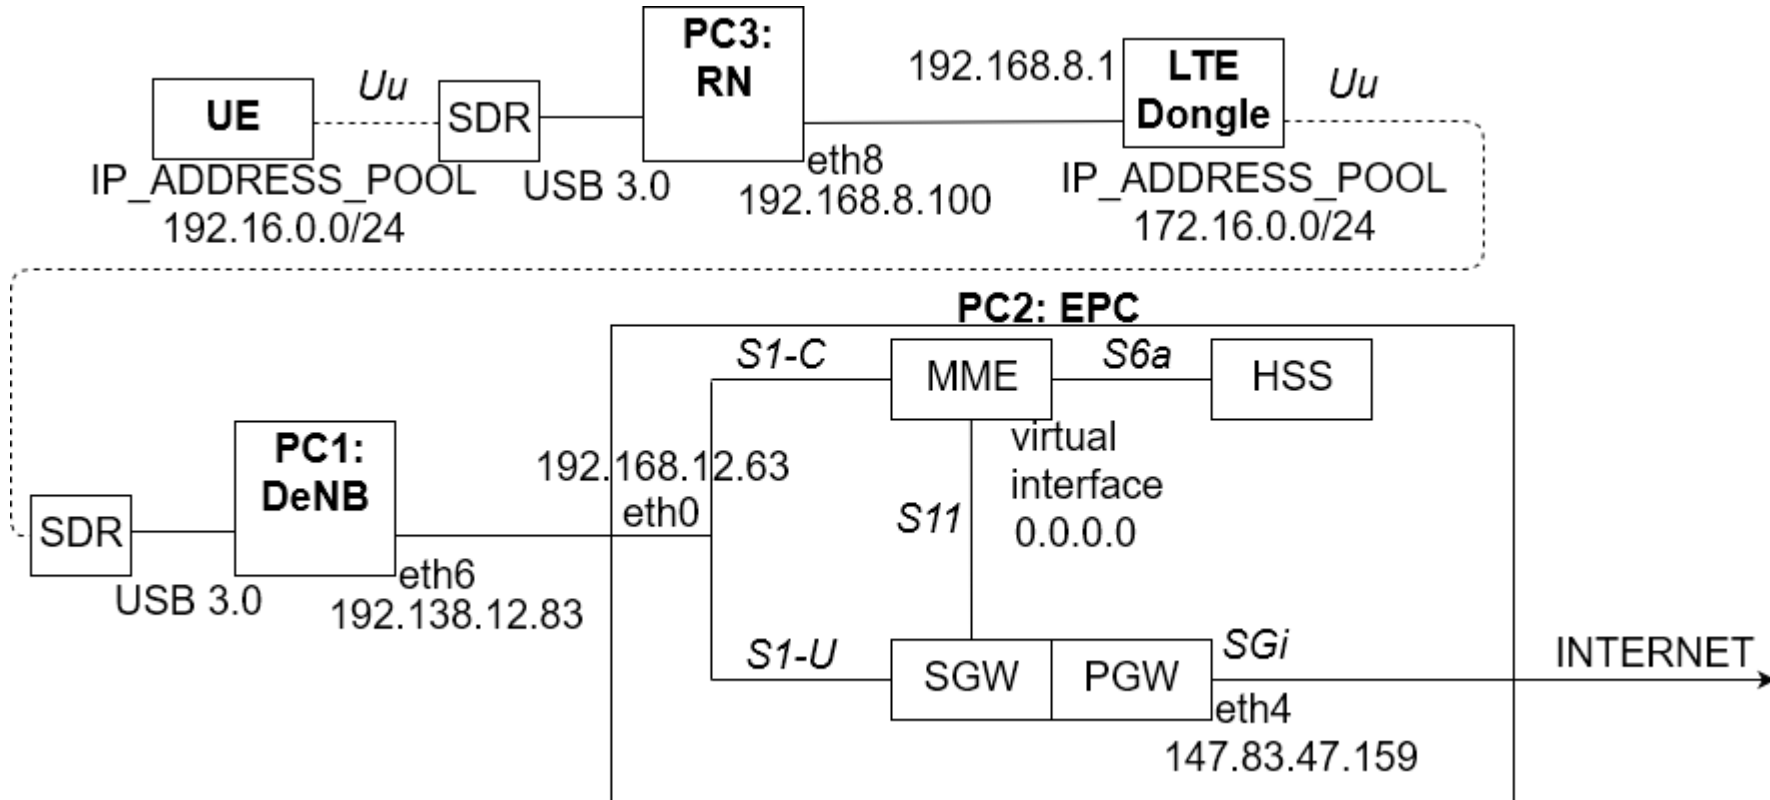 PC3:
RN
192.168.8.1
LTE
Dongle
Uu
UE
Uu
SDR
eth8
IP_ADDRESS_POOL
192.16.0.0/24
USB 3.0
192.168.8.100
IP_ADDRESS_POOL
172.16.0.0/24
PC2: EPC
S1-C
MME
S6a
HSS
virtual
interface
0.0.0.0
PC1:
DeNB
192.168.12.63
eth0
S11
SDR
USB 3.0
eth6
192.138.12.83
S1-U
SGW
PGW
SGi
INTERNET
eth4
147.83.47.159